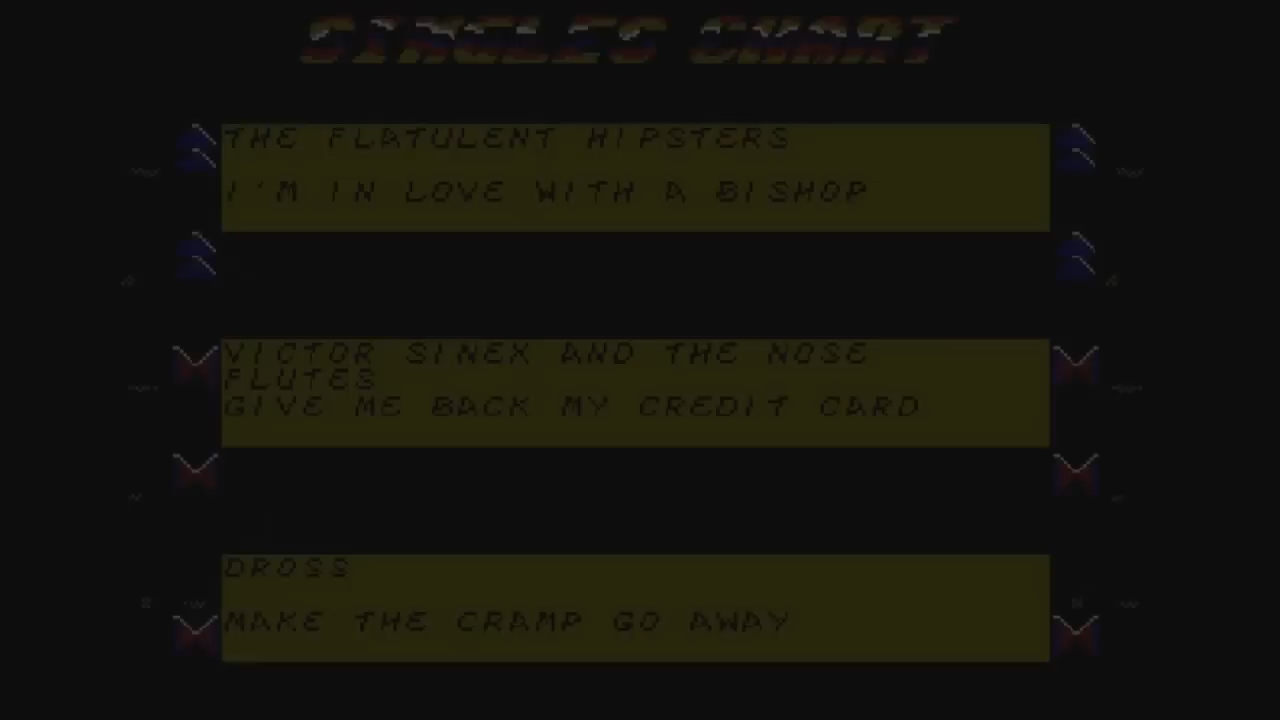 SINGLES CHART
THE FLATULENT HIPSTERS
I'M IN LOVE WITH A BISHOP
VICTOR SINEX AND THE NOSE
FLUTES
GIVE ME BACK MY CREDIT CARD
DROSS
MAKE THE CRAMP GO AWAY